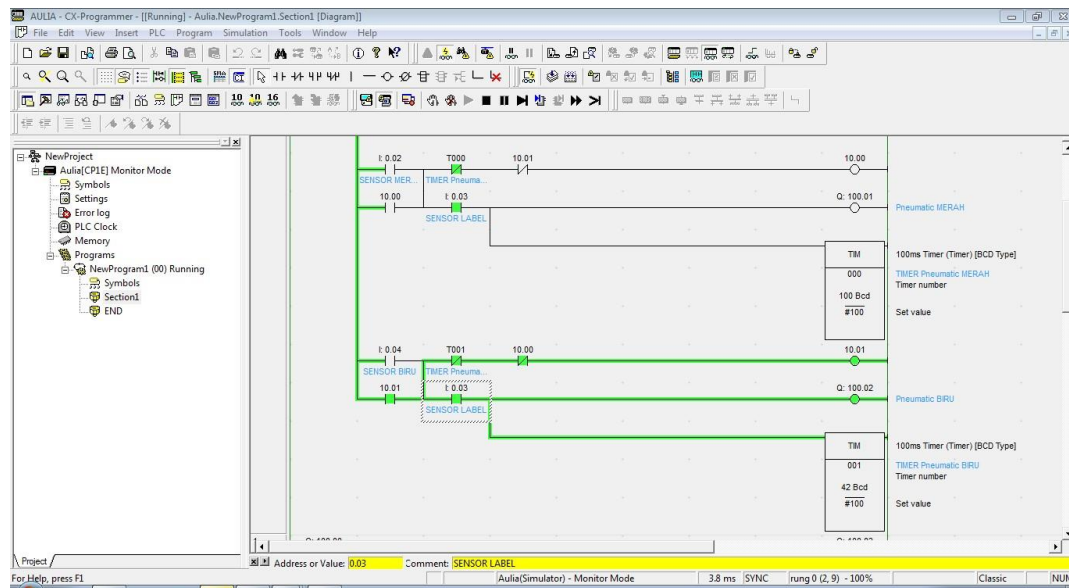 AULIA - CX-Programmer - [[Running] - Aulia.NewProgram1.Section1 [Diagram]]
File Edit View Insert PLC Program Simulation Tools Window Help
10 10 16
NewProject
Aulia[CP1E] Monitor Mode
Symbols
Settings
Error log
PLC Clock
Memory
Programs
NewProgram1 (00) Running
Symbols
Section1
END
Project
I: 0.02 T000 10.01 10.00
SENSOR MER... TIMER Pneuma...
10.00 I: 0.03 Q: 100.01
SENSOR LABEL Pneumatic MERAH
TIM 100ms Timer (Timer) [BCD Type]
000 TIMER Pneumatic MERAH
Timer number
100 Bcd
#100 Set value
I: 0.04 T001 10.00 10.01
SENSOR BIRU TIMER Pneuma...
10.01 I: 0.03 Q: 100.02
SENSOR LABEL Pneumatic BIRU
TIM 100ms Timer (Timer) [BCD Type]
001 TIMER Pneumatic BIRU
Timer number
42 Bcd
#100 Set value
Address or Value: 0.03 Comment: SENSOR LABEL
For Help, press F1 Aulia(Simulator) - Monitor Mode 3.8 ms SYNC rung 0 (2, 9) - 100% Classic NUM